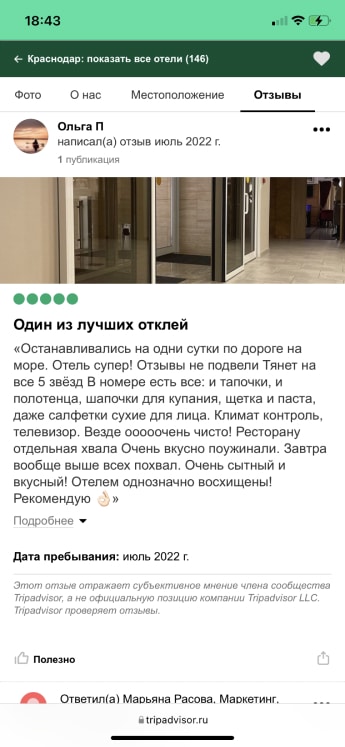 18:43
← Краснодар: показать все отели (146)
Фото О нас Местоположение Отзывы
Ольга П
написал(а) отзыв июль 2022 г.
1 публикация
Один из лучших отклей
«Останавливались на одни сутки по дороге на
море. Отель супер! Отзывы не подвели Тянет на
все 5 звёзд В номере есть все: и тапочки, и
полотенца, шапочки для купания, щетка и паста,
даже салфетки сухие для лица. Климат контроль,
телевизор. Везде ооооочень чисто! Ресторану
отдельная хвала Очень вкусно поужинали. Завтра
вообще выше всех похвал. Очень сытный и
вкусный! Отелем однозначно восхищены!
Рекомендую 👌🏻»
Подробнее
Дата пребывания: июль 2022 г.
Этот отзыв отражает субъективное мнение члена сообщества
Tripadvisor, а не официальную позицию компании Tripadvisor LLC.
Tripadvisor проверяет отзывы.
Полезно
Ответил(а) Марьяна Расова, Маркетинг,
tripadvisor.ru